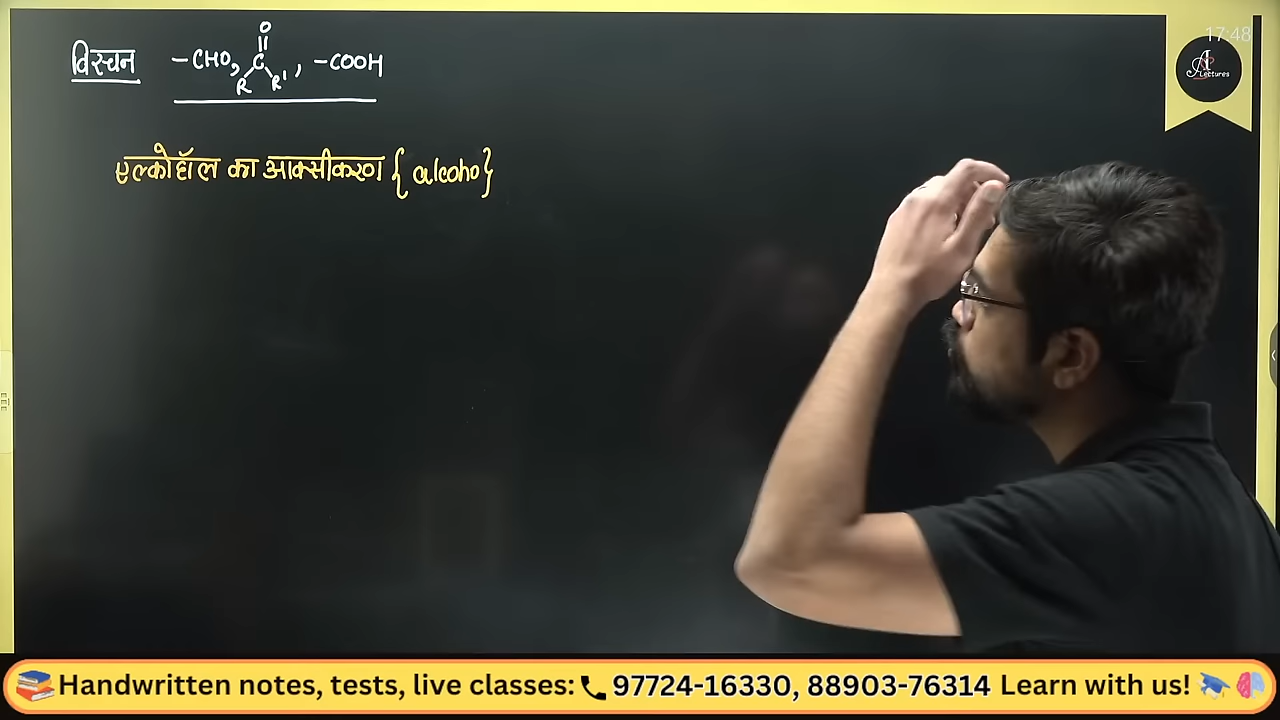 विरचन -CHO, R-C(=O)-R', -COOH
एल्कोहॉल का आक्सीकरण { alcoho}
17:48
A Lectures
Handwritten notes, tests, live classes: 97724-16330, 88903-76314 Learn with us!